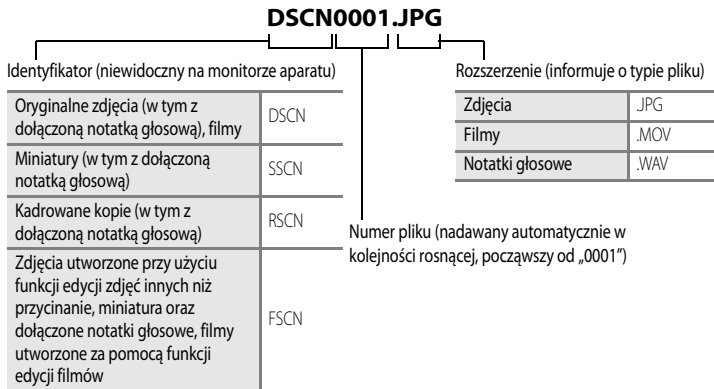 DSCN0001.JPG
Identyfikator (niewidoczny na monitorze aparatu)
Oryginalne zdjęcia (w tym z
dołączoną notatką głosową), filmy
DSCN
Miniatury (w tym z dołączoną
notatką głosową)
SSCN
Kadrowane kopie (w tym z
dołączoną notatką głosową)
RSCN
Zdjęcia utworzone przy użyciu
funkcji edycji zdjęć innych niż
przycinanie, miniatura oraz
dołączone notatki głosowe, filmy
utworzone za pomocą funkcji
edycji filmów
FSCN
Rozszerzenie (informuje o typie pliku)
Zdjęcia .JPG
Filmy .MOV
Notatki głosowe .WAV
Numer pliku (nadawany automatycznie w
kolejności rosnącej, począwszy od „0001”)